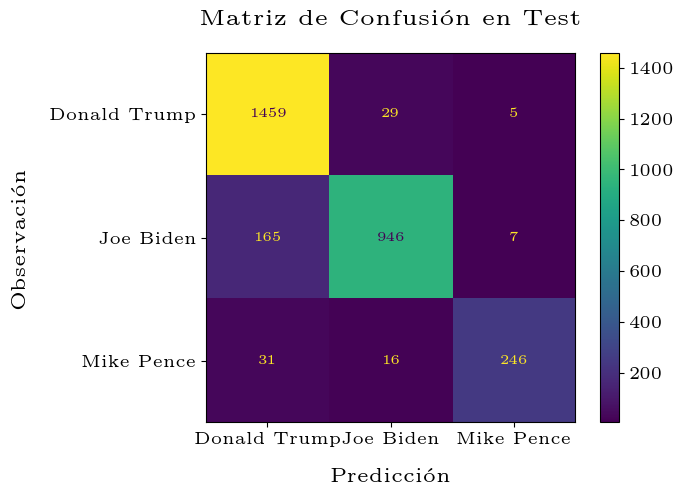 Matriz de Confusión en Test
Observación
Donald Trump
1459
29
5
Joe Biden
165
946
7
Mike Pence
31
16
246
Donald Trump
Joe Biden
Mike Pence
Predicción
1400
1200
1000
800
600
400
200